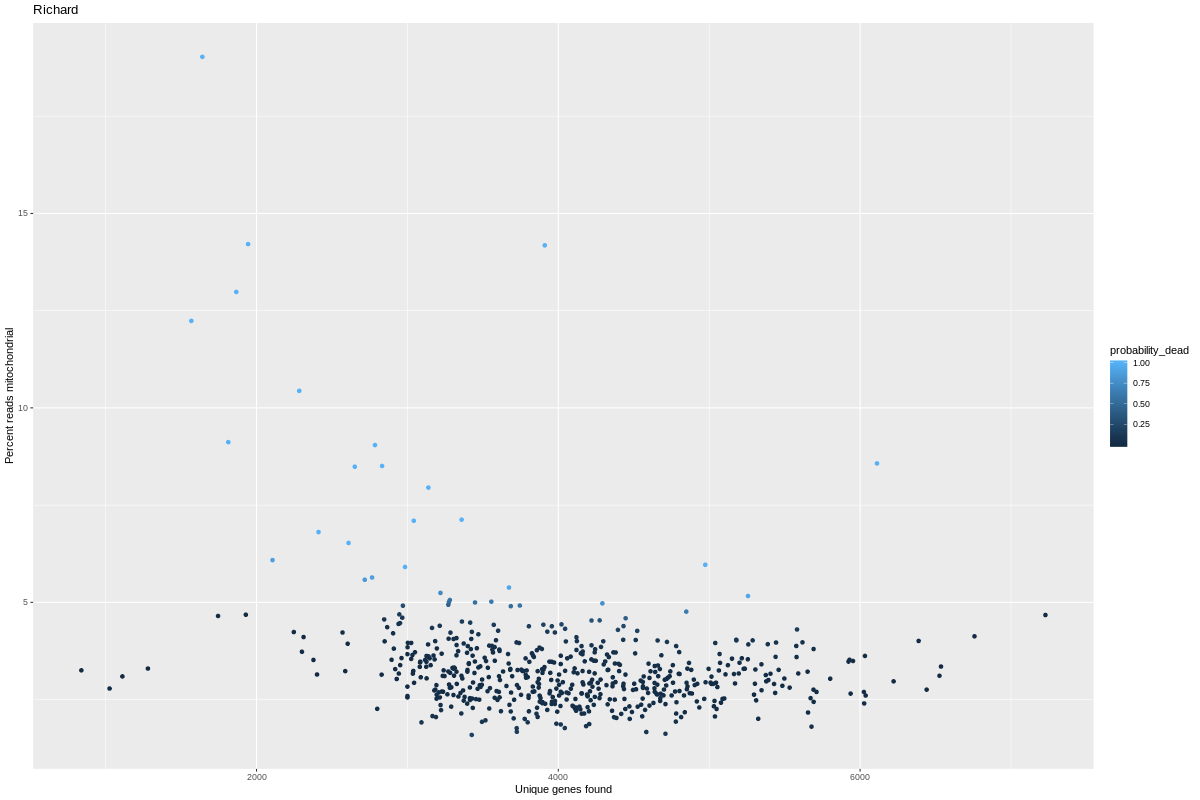 Richard
Percent reads mitochondrial
15
10
5
2000
4000
6000
Unique genes found
probability_dead
1.00
0.75
0.50
0.25